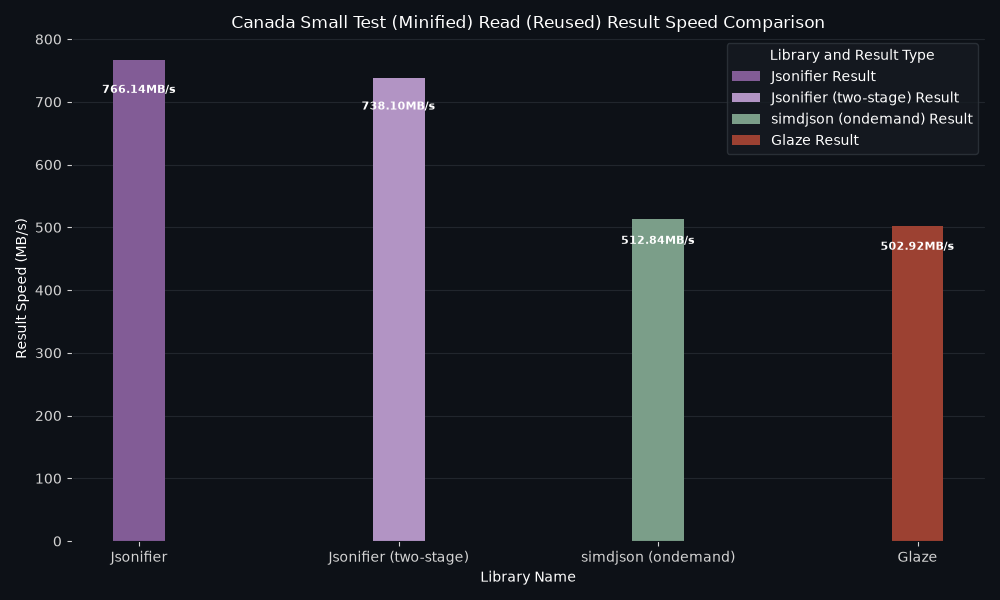 Canada Small Test (Minified) Read (Reused) Result Speed Comparison
Library and Result Type
Jsonifier Result
Jsonifier (two-stage) Result
simdjson (ondemand) Result
Glaze Result
Result Speed (MB/s)
800
700
600
500
400
300
200
100
0
766.14MB/s
738.10MB/s
512.84MB/s
502.92MB/s
Jsonifier
Jsonifier (two-stage)
simdjson (ondemand)
Glaze
Library Name